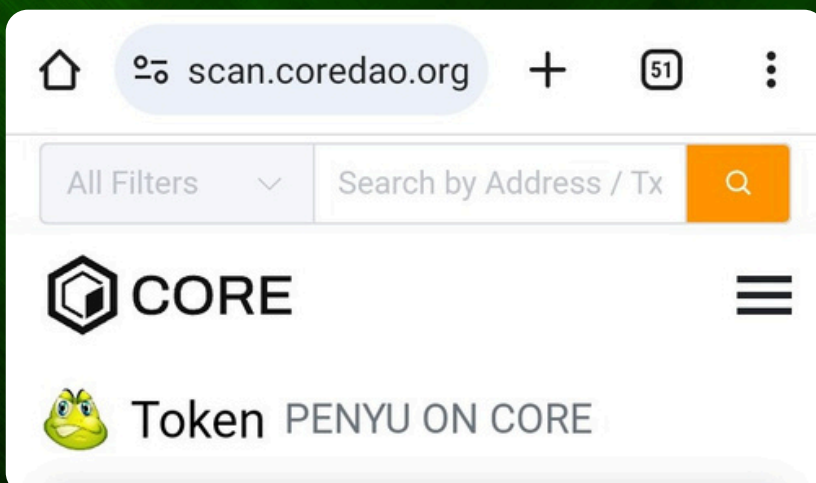 scan.coredao.org 51
All Filters Search by Address / Tx
CORE
Token PENYU ON CORE